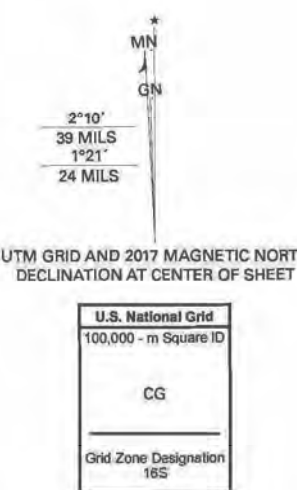 ★
MN
GN
2°10´
39 MILS
1°21´
24 MILS
UTM GRID AND 2017 MAGNETIC NORT
DECLINATION AT CENTER OF SHEET
U.S. National Grid
100,000 - m Square ID
CG
Grid Zone Designation
16S